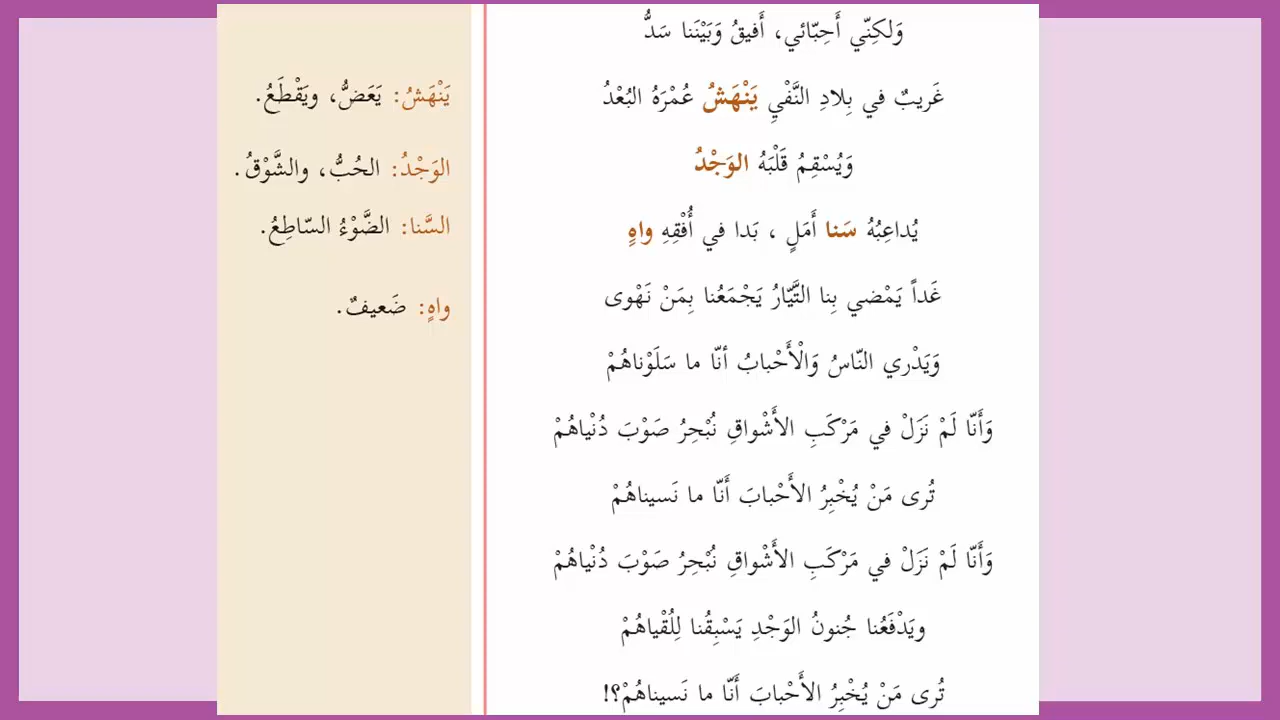 وَلكِنّي أَحِبّائي، أَفيقُ وَبَيْنَنا سَدُّ
غَريبٌ في بِلادِ النَّفْيِ يَنْهَشُ عُمْرَهُ البُعْدُ
وَيُسْقِمُ قَلْبَهُ الوَجْدُ
يُداعِبُهُ سَنا أَمَلٍ ، بَدا في أُفْقِهِ واهٍ
غَداً يَمْضي بِنا التَّيّارُ يَجْمَعُنا بِمَنْ نَهْوى
وَيَدْري النّاسُ وَالْأَحْبابُ أنّا ما سَلَوْناهُمْ
وَأَنّا لَمْ نَزَلْ في مَرْكَبِ الأَشْواقِ نُبْحِرُ صَوْبَ دُنْياهُمْ
تُرى مَنْ يُخْبِرُ الأَحْبابَ أَنّا ما نَسيناهُمْ
وَأَنّا لَمْ نَزَلْ في مَرْكَبِ الأَشْواقِ نُبْحِرُ صَوْبَ دُنْياهُمْ
ويَدْفَعُنا جُنونُ الوَجْدِ يَسْبِقُنا لِلُقْياهُمْ
تُرى مَنْ يُخْبِرُ الأَحْبابَ أَنّا ما نَسيناهُمْ؟!
يَنْهَشُ: يَعَضُّ، ويَقْطَعُ.
الوَجْدُ: الحُبُّ، والشَّوْقُ.
السَّنا: الضَّوْءُ السّاطِعُ.
واهٍ: ضَعيفٌ.